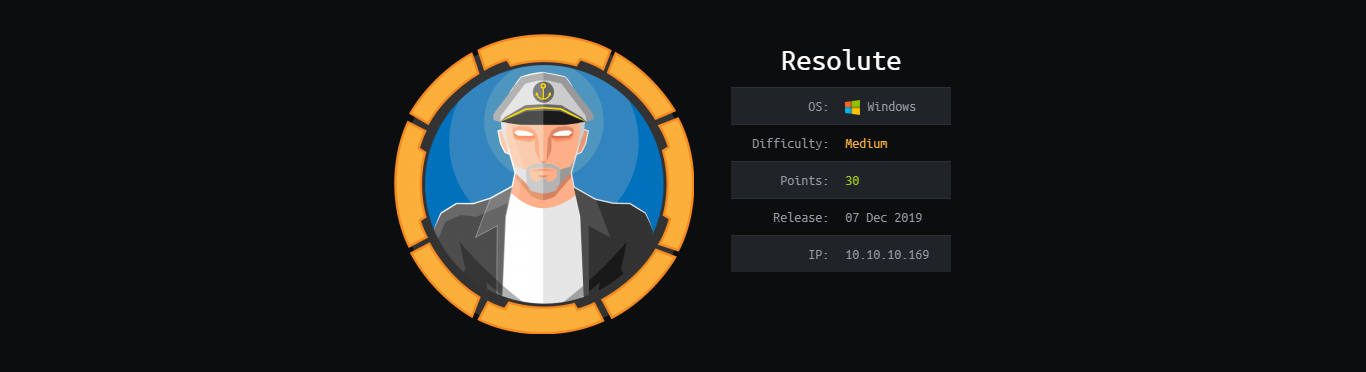 Resolute
OS: Windows
Difficulty: Medium
Points: 30
Release: 07 Dec 2019
IP: 10.10.10.169